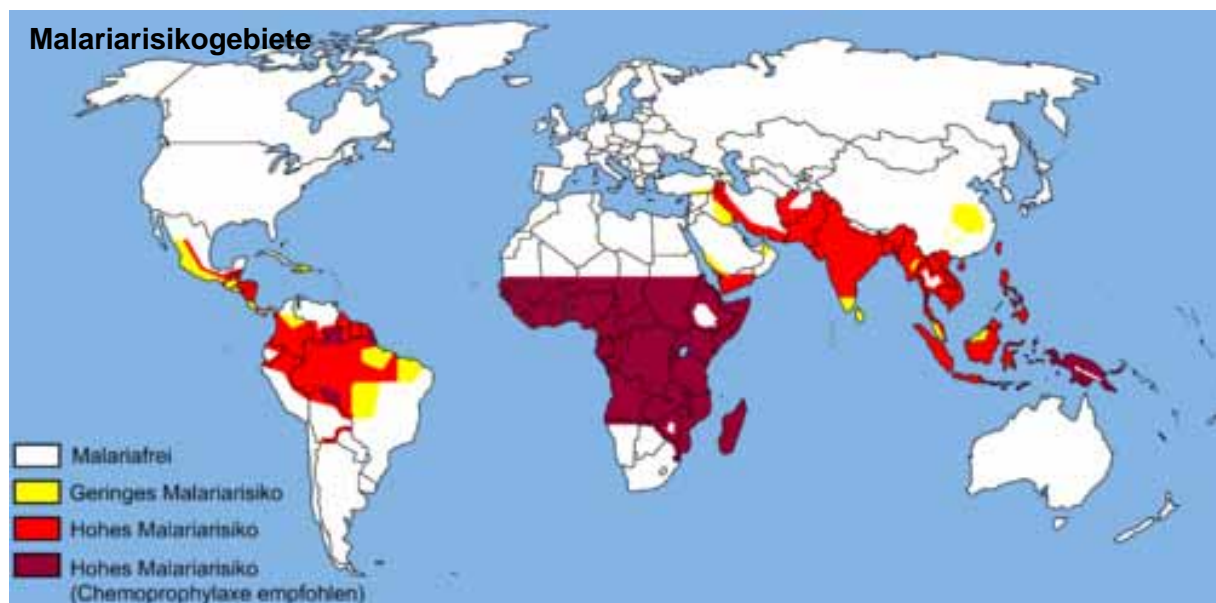 Malariarisikogebiete
Malariafrei
Geringes Malariarisiko
Hohes Malariarisiko
Hohes Malariarisiko
(Chemoprophylaxe empfohlen)